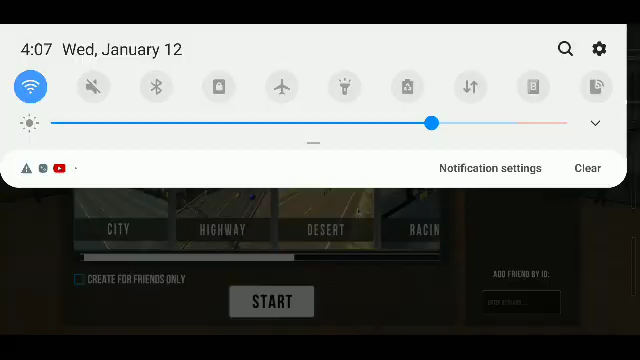 4:07 Wed, January 12
Notification settings Clear
CITY HIGHWAY DESERT RACIN
CREATE FOR FRIENDS ONLY
ADD FRIEND BY ID:
START